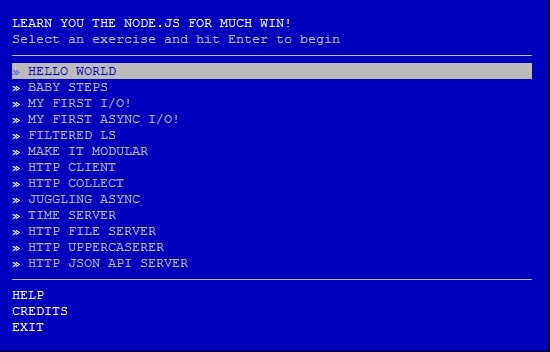 LEARN YOU THE NODE.JS FOR MUCH WIN!
Select an exercise and hit Enter to begin
» HELLO WORLD
» BABY STEPS
» MY FIRST I/O!
» MY FIRST ASYNC I/O!
» FILTERED LS
» MAKE IT MODULAR
» HTTP CLIENT
» HTTP COLLECT
» JUGGLING ASYNC
» TIME SERVER
» HTTP FILE SERVER
» HTTP UPPERCASERER
» HTTP JSON API SERVER
HELP
CREDITS
EXIT